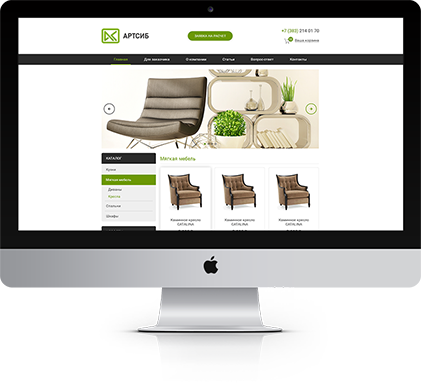 АРТСИБ
ЗАЯВКА НА РАСЧЕТ
+7 (383) 214 01 70
Ваша корзина
Главная Для заказчика О компании Статьи Вопрос-ответ Контакты
КАТАЛОГ
Мягкая мебель
Кухни
Мягкая мебель
Диваны
Кресла
Спальни
Шкафы
Каминное кресло
CATALINA
Каминное кресло
CATALINA
Каминное кресло
CATALINA